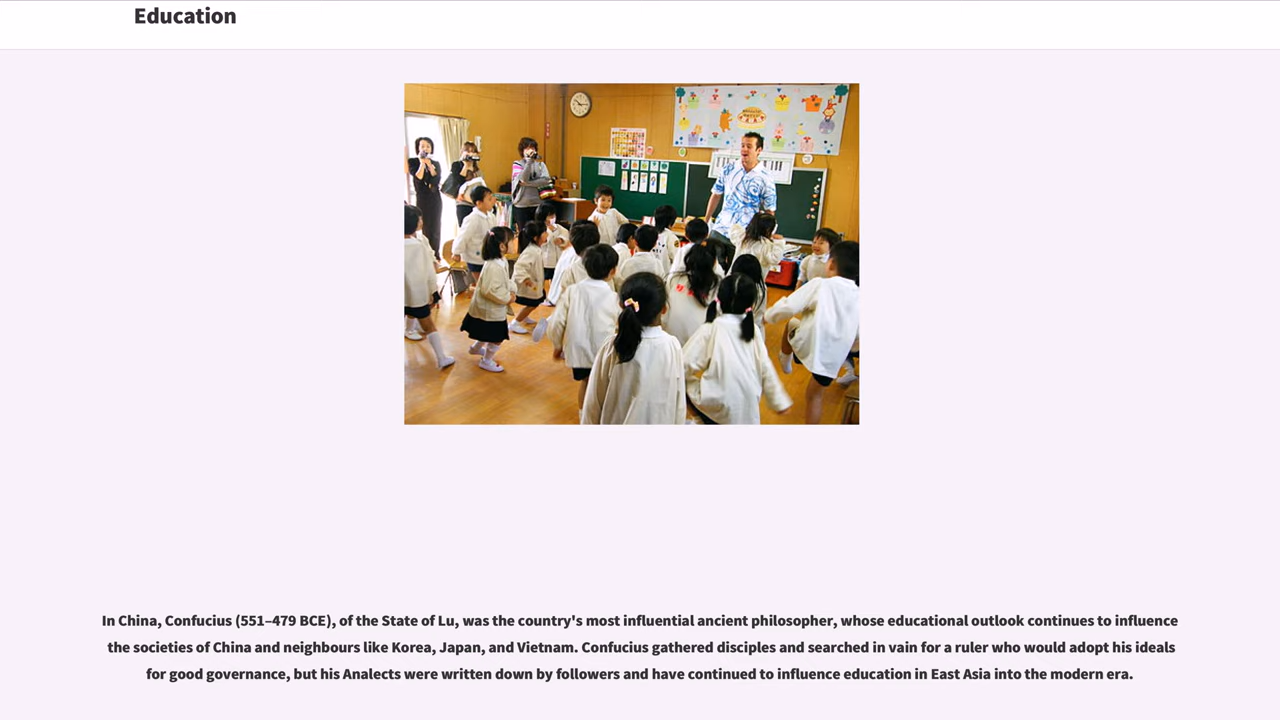 Education
In China, Confucius (551–479 BCE), of the State of Lu, was the country's most influential ancient philosopher, whose educational outlook continues to influence
the societies of China and neighbours like Korea, Japan, and Vietnam. Confucius gathered disciples and searched in vain for a ruler who would adopt his ideals
for good governance, but his Analects were written down by followers and have continued to influence education in East Asia into the modern era.